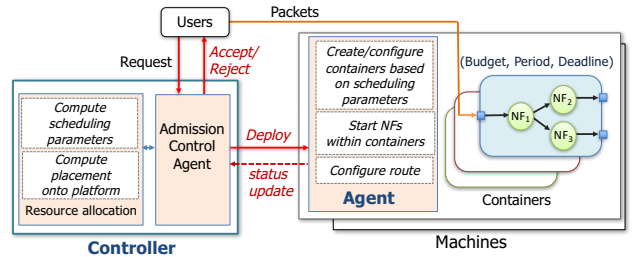 Users
Packets
Request
Accept/
Reject
Compute
scheduling
parameters
Compute
placement
onto platform
Resource allocation
Admission
Control
Agent
Controller
Deploy
status
update
Create/configure
containers based
on scheduling
parameters
Start NFs
within containers
Configure route
Agent
(Budget, Period, Deadline)
NF1
NF2
NF3
Containers
Machines